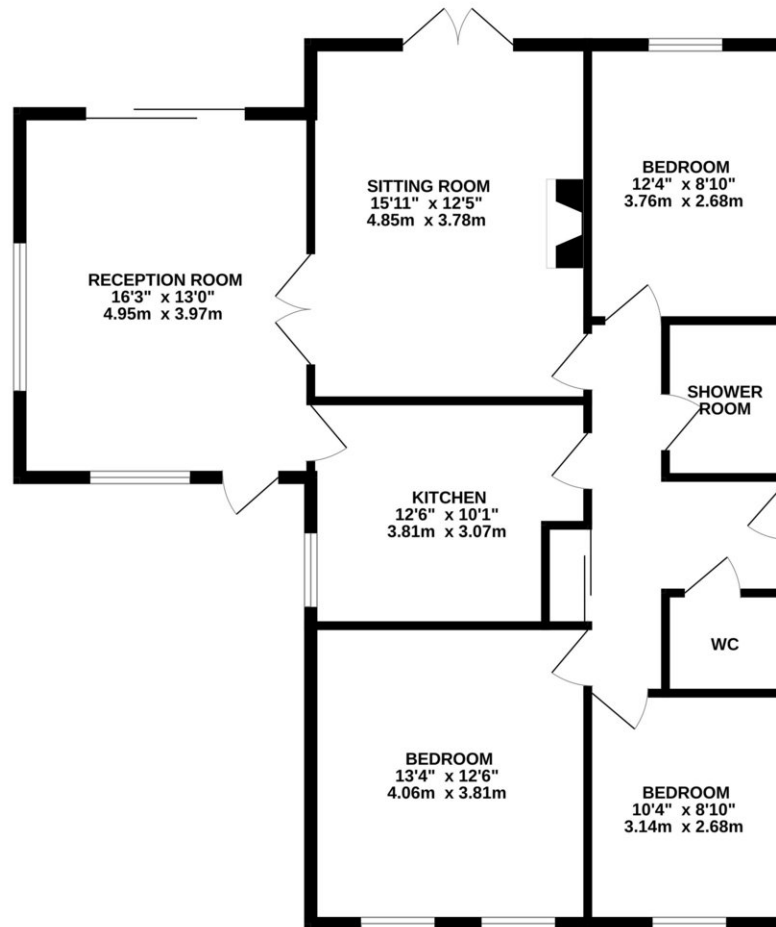 BEDROOM
12'4" x 8'10"
3.76m x 2.68m
SITTING ROOM
15'11" x 12'5"
4.85m x 3.78m
RECEPTION ROOM
16'3" x 13'0"
4.95m x 3.97m
SHOWER
ROOM
KITCHEN
12'6" x 10'1"
3.81m x 3.07m
WC
BEDROOM
13'4" x 12'6"
4.06m x 3.81m
BEDROOM
10'4" x 8'10"
3.14m x 2.68m